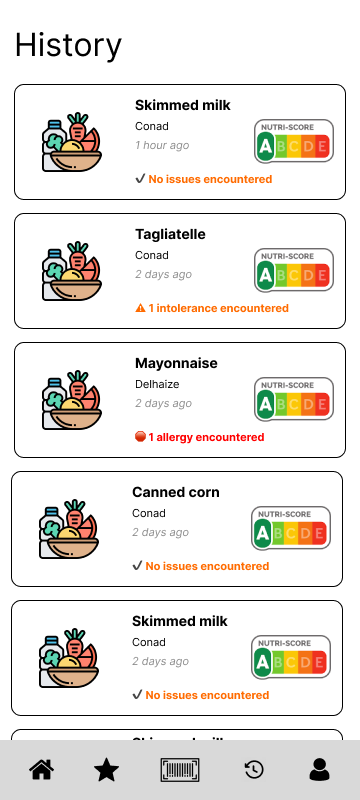 History
Skimmed milk
Conad
1 hour ago
NUTRI-SCORE
A B C D E
✓ No issues encountered
Tagliatelle
Conad
2 days ago
NUTRI-SCORE
A B C D E
⚠ 1 intolerance encountered
Mayonnaise
Delhaize
2 days ago
NUTRI-SCORE
A B C D E
🔴 1 allergy encountered
Canned corn
Conad
2 days ago
NUTRI-SCORE
A B C D E
✓ No issues encountered
Skimmed milk
Conad
2 days ago
NUTRI-SCORE
A B C D E
✓ No issues encountered